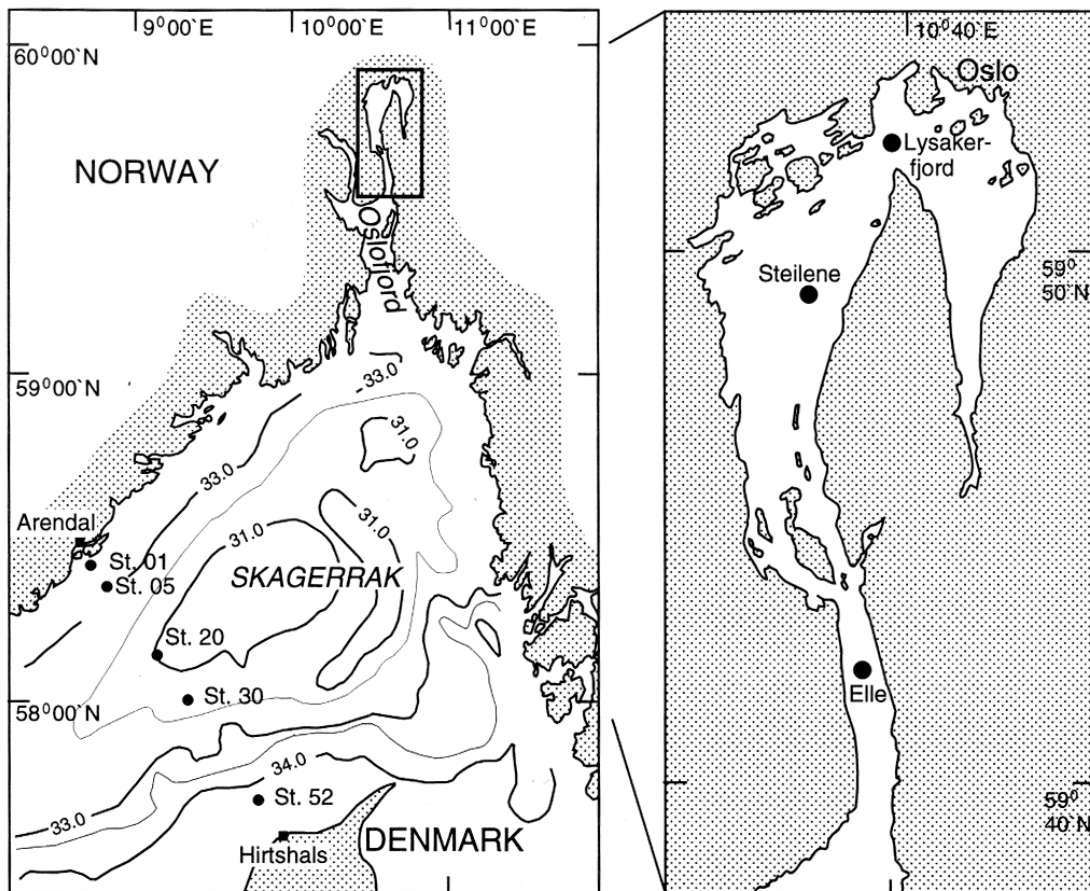 9⁰00`E
10⁰00`E
11⁰00`E
60⁰00`N
NORWAY
Oslofjord
59⁰00`N
33.0
31.0
33.0
31.0
31.0
Arendal
St. 01
St. 05
SKAGERRAK
St. 20
St. 30
58⁰00`N
34.0
33.0
St. 52
Hirtshals
DENMARK
10⁰40`E
Oslo
Lysaker-
fjord
Steilene
59⁰
50`N
Elle
59⁰
40`N